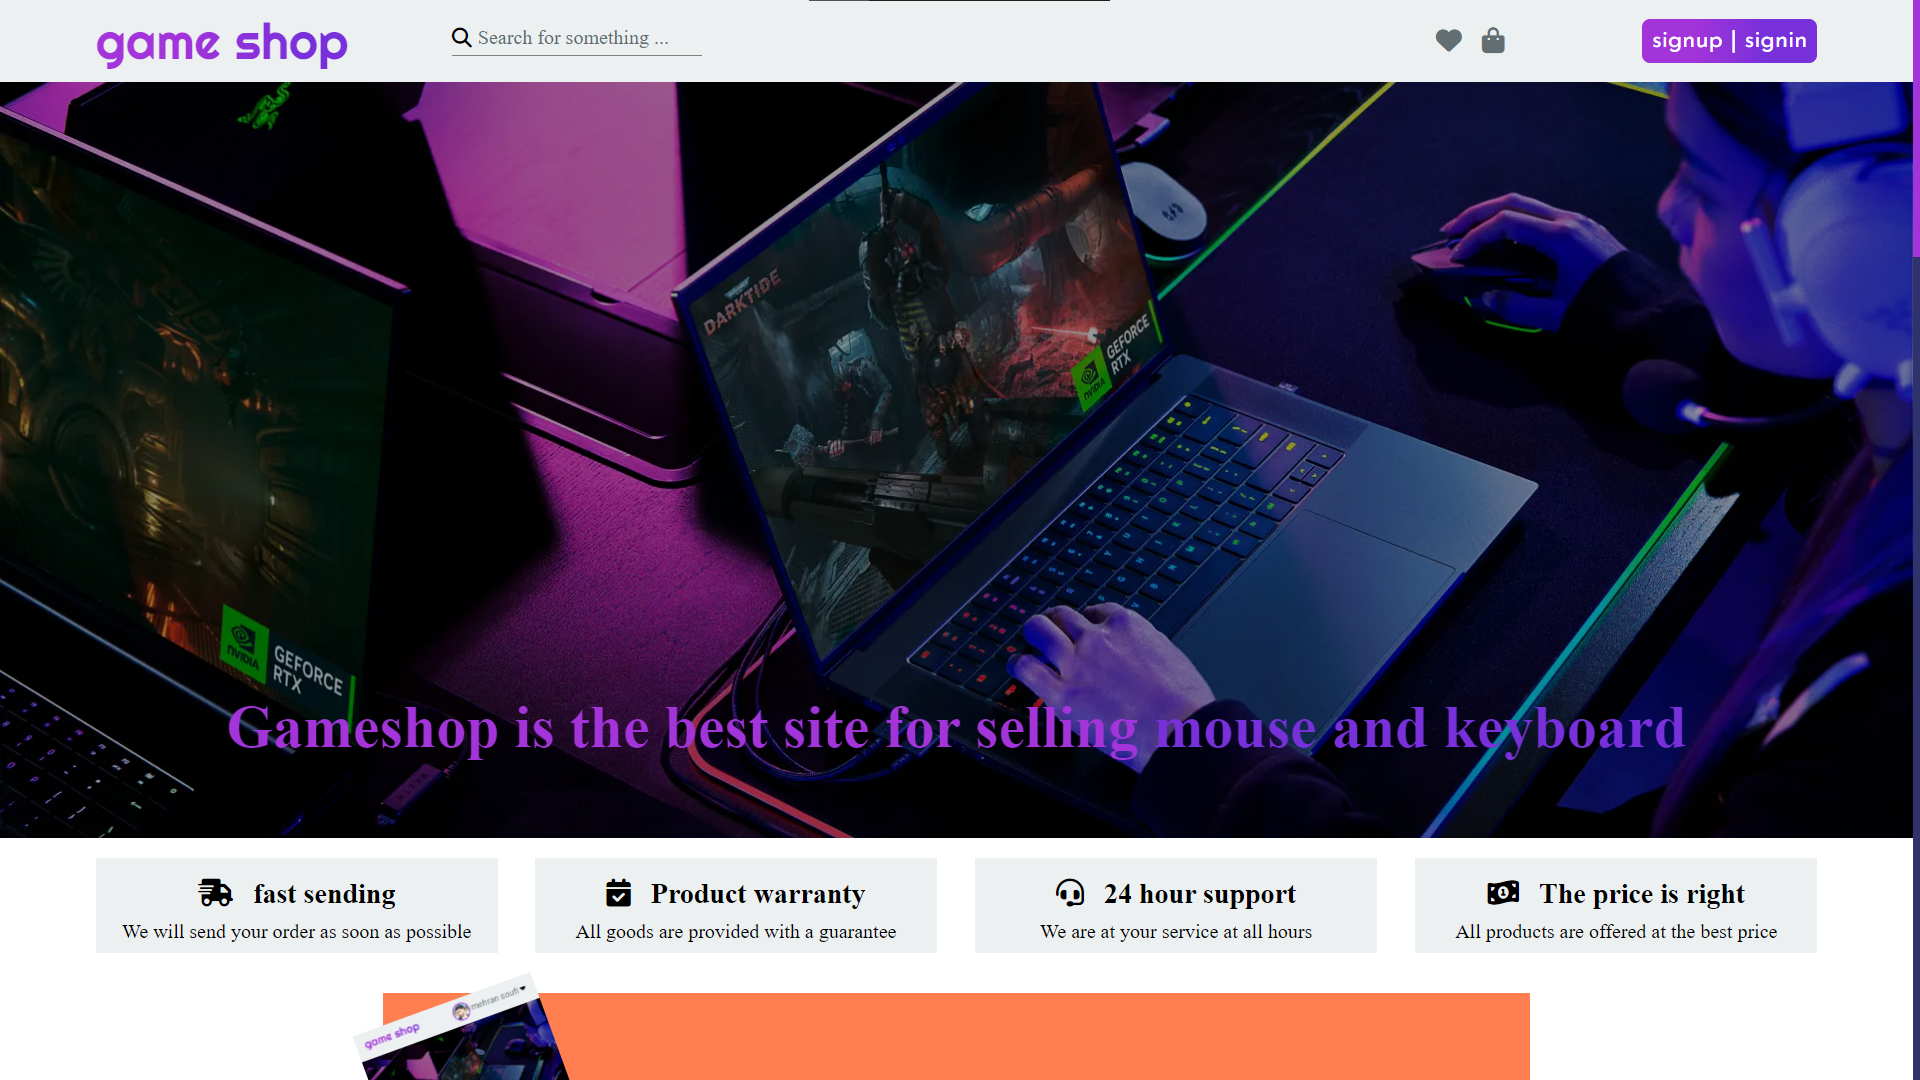 game shop
Search for something ...
signup | signin
DARKTIDE
GEFORCE
RTX
NVIDIA
GEFORCE
RTX
NVIDIA
Gameshop is the best site for selling mouse and keyboard
fast sending
We will send your order as soon as possible
Product warranty
All goods are provided with a guarantee
24 hour support
We are at your service at all hours
The price is right
All products are offered at the best price
mehran soufi
game shop